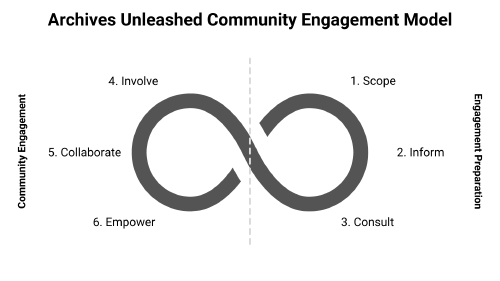 Archives Unleashed Community Engagement Model
4. Involve
1. Scope
Community Engagement
5. Collaborate
2. Inform
Engagement Preparation
6. Empower
3. Consult